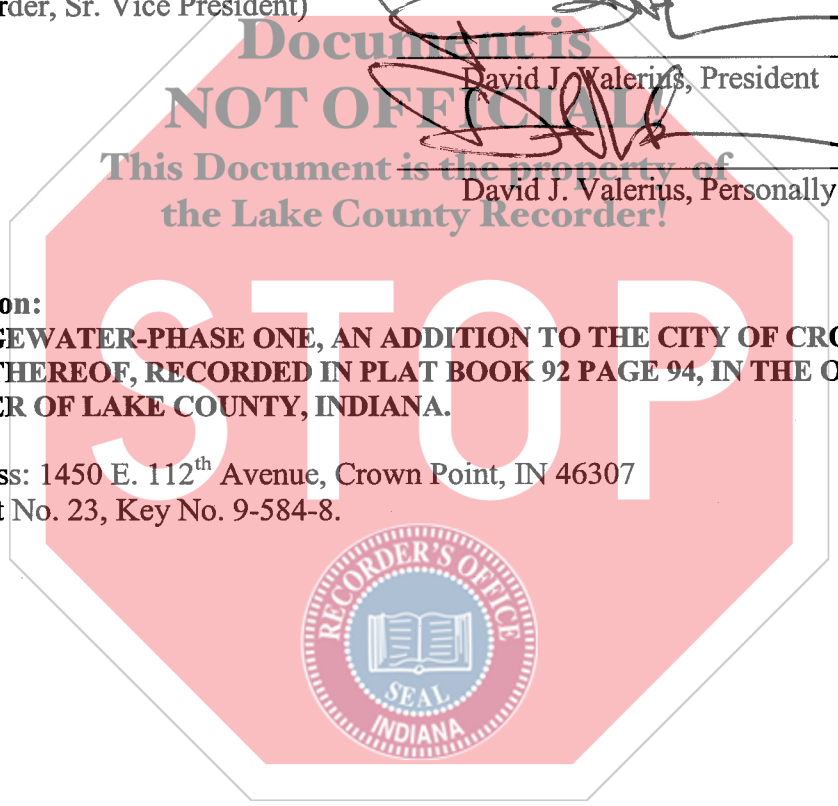 rder, Sr. Vice President)
Document is
David J. Valerius, President
NOT OFFICIAL!
This Document is the property of
David J. Valerius, Personally
the Lake County Recorder!
on:
GEWATER-PHASE ONE, AN ADDITION TO THE CITY OF CRO
THEREOF, RECORDED IN PLAT BOOK 92 PAGE 94, IN THE O
ER OF LAKE COUNTY, INDIANA.
STOP
ss: 1450 E. 112th Avenue, Crown Point, IN 46307
t No. 23, Key No. 9-584-8.
RECORDER'S OFFICE
SEAL
INDIANA